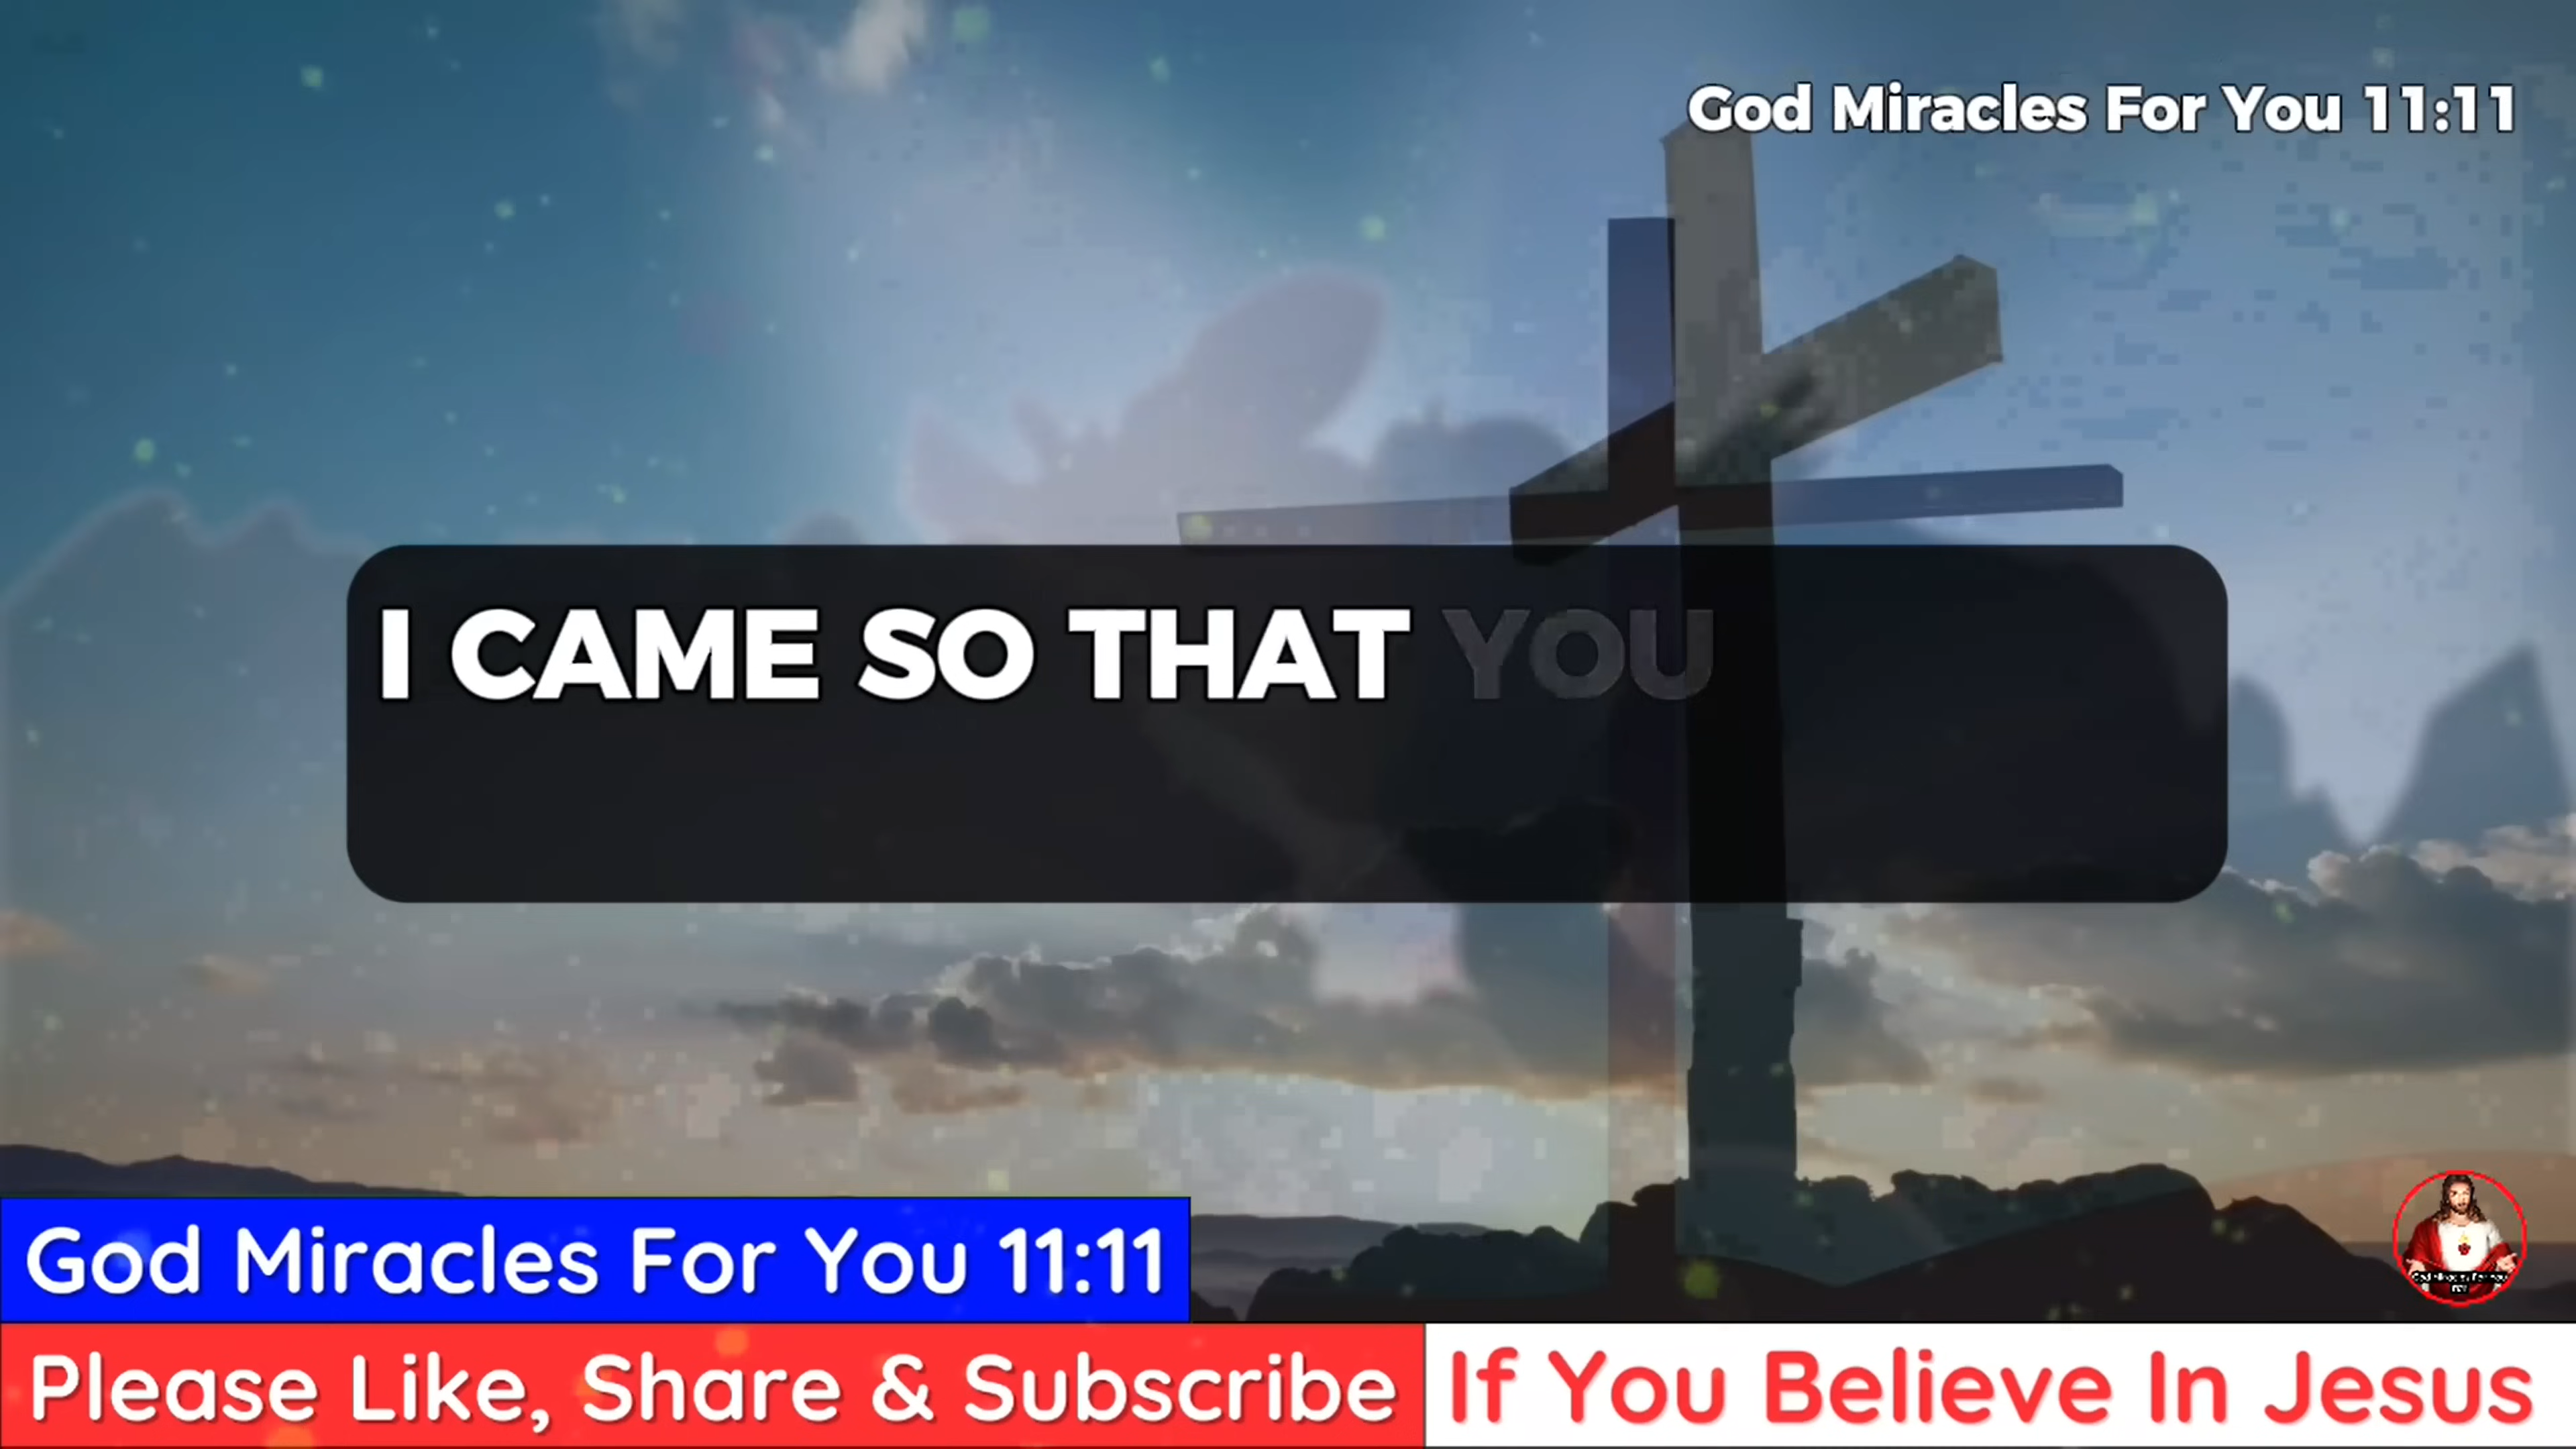 God Miracles For You 11:11
I CAME SO THAT YOU
God Miracles For You 11:11
Please Like, Share & Subscribe
If You Believe In Jesus